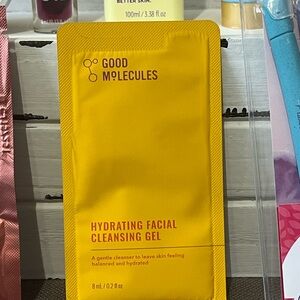 BETTER SKIN.
100ml / 3.38 fl oz
GOOD
MOLECULES
HYDRATING FACIAL
CLEANSING GEL
A gentle cleanser to leave skin feeling
balanced and hydrated
8 mL / 0.2 fl oz